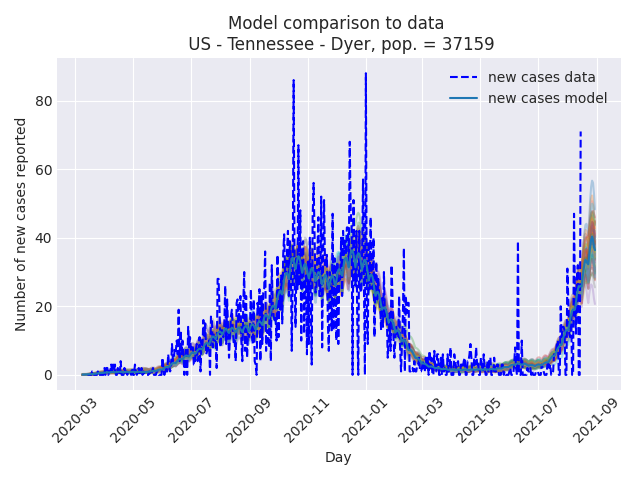 Model comparison to data
US - Tennessee - Dyer, pop. = 37159
new cases data
new cases model
Number of new cases reported
80
60
40
20
0
2020-03
2020-05
2020-07
2020-09
2020-11
2021-01
2021-03
2021-05
2021-07
2021-09
Day